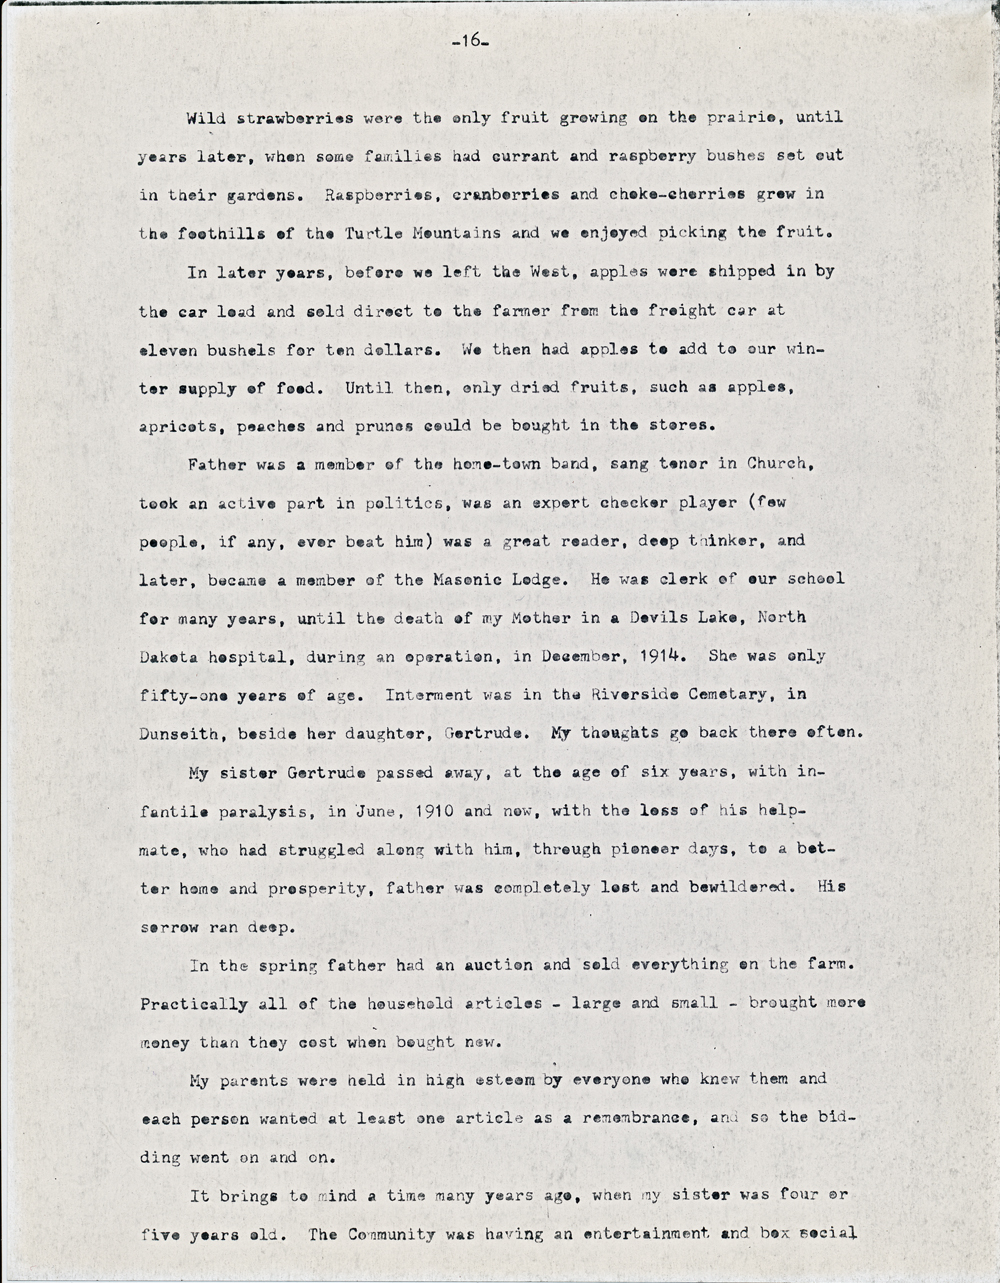 -16-
Wild strawberries were the only fruit growing on the prairie, until
years later, when some families had currant and raspberry bushes set out
in their gardens. Raspberries, cranberries and choke-cherries grew in
the foothills of the Turtle Mountains and we enjoyed picking the fruit.
In later years, before we left the West, apples were shipped in by
the car load and sold direct to the farmer from the freight car at
eleven bushels for ten dollars. We then had apples to add to our win-
ter supply of food. Until then, only dried fruits, such as apples,
apricots, peaches and prunes could be bought in the stores.
Father was a member of the home-town band, sang tenor in Church,
took an active part in politics, was an expert checker player (few
people, if any, ever beat him) was a great reader, deep thinker, and
later, became a member of the Masonic Lodge. He was clerk of our school
for many years, until the death of my Mother in a Devils Lake, North
Dakota hospital, during an operation, in December, 1914. She was only
fifty-one years of age. Interment was in the Riverside Cemetary, in
Dunseith, beside her daughter, Gertrude. My thoughts go back there often.
My sister Gertrude passed away, at the age of six years, with in-
fantile paralysis, in June, 1910 and now, with the loss of his help-
mate, who had struggled along with him, through pioneer days, to a bet-
ter home and prosperity, father was completely lost and bewildered. His
sorrow ran deep.
In the spring father had an auction and sold everything on the farm.
Practically all of the household articles - large and small - brought more
money than they cost when bought new.
My parents were held in high esteem by everyone who knew them and
each person wanted at least one article as a remembrance, and so the bid-
ding went on and on.
It brings to mind a time many years ago, when my sister was four or
five years old. The Community was having an entertainment and box social